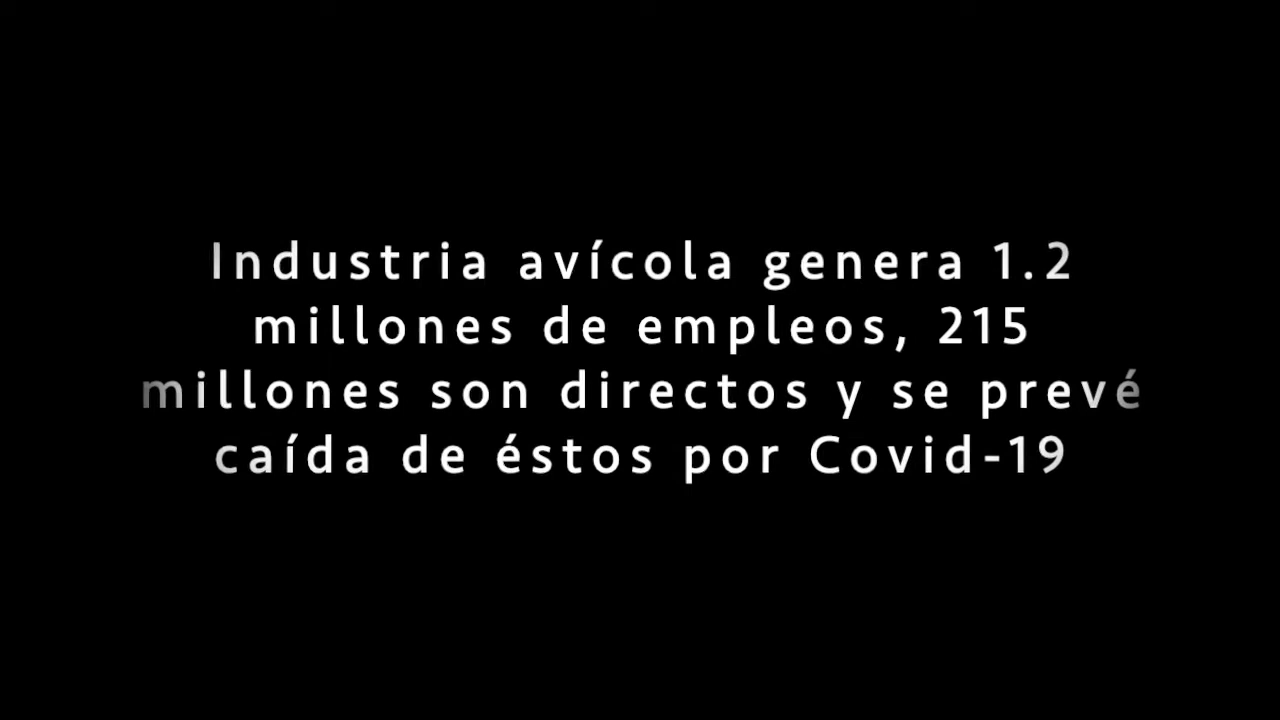 Industria avícola genera 1.2
millones de empleos, 215
millones son directos y se prevé
caída de éstos por Covid-19